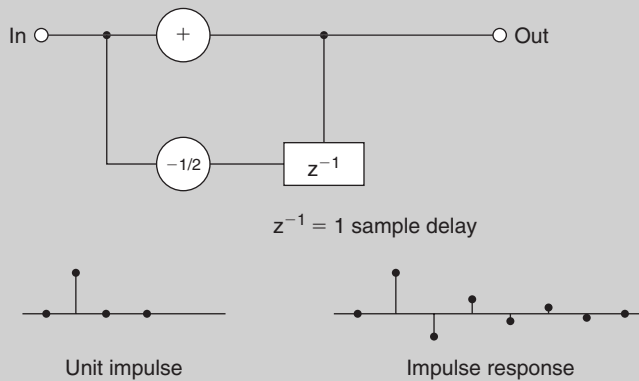 In
+
Out
−1/2
z⁻¹
z⁻¹ = 1 sample delay
Unit impulse
Impulse response